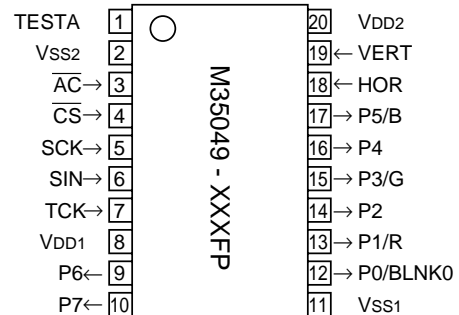 TESTA 1 20 VDD2
VSS2 2 19 ← VERT
A̅C̅ → 3 18 ← HOR
C̅S̅ → 4 17 → P5/B
SCK → 5 16 → P4
SIN → 6 15 → P3/G
TCK → 7 14 → P2
VDD1 8 13 → P1/R
P6 ← 9 12 → P0/BLNK0
P7 ← 10 11 VSS1
M35049 - XXXFP